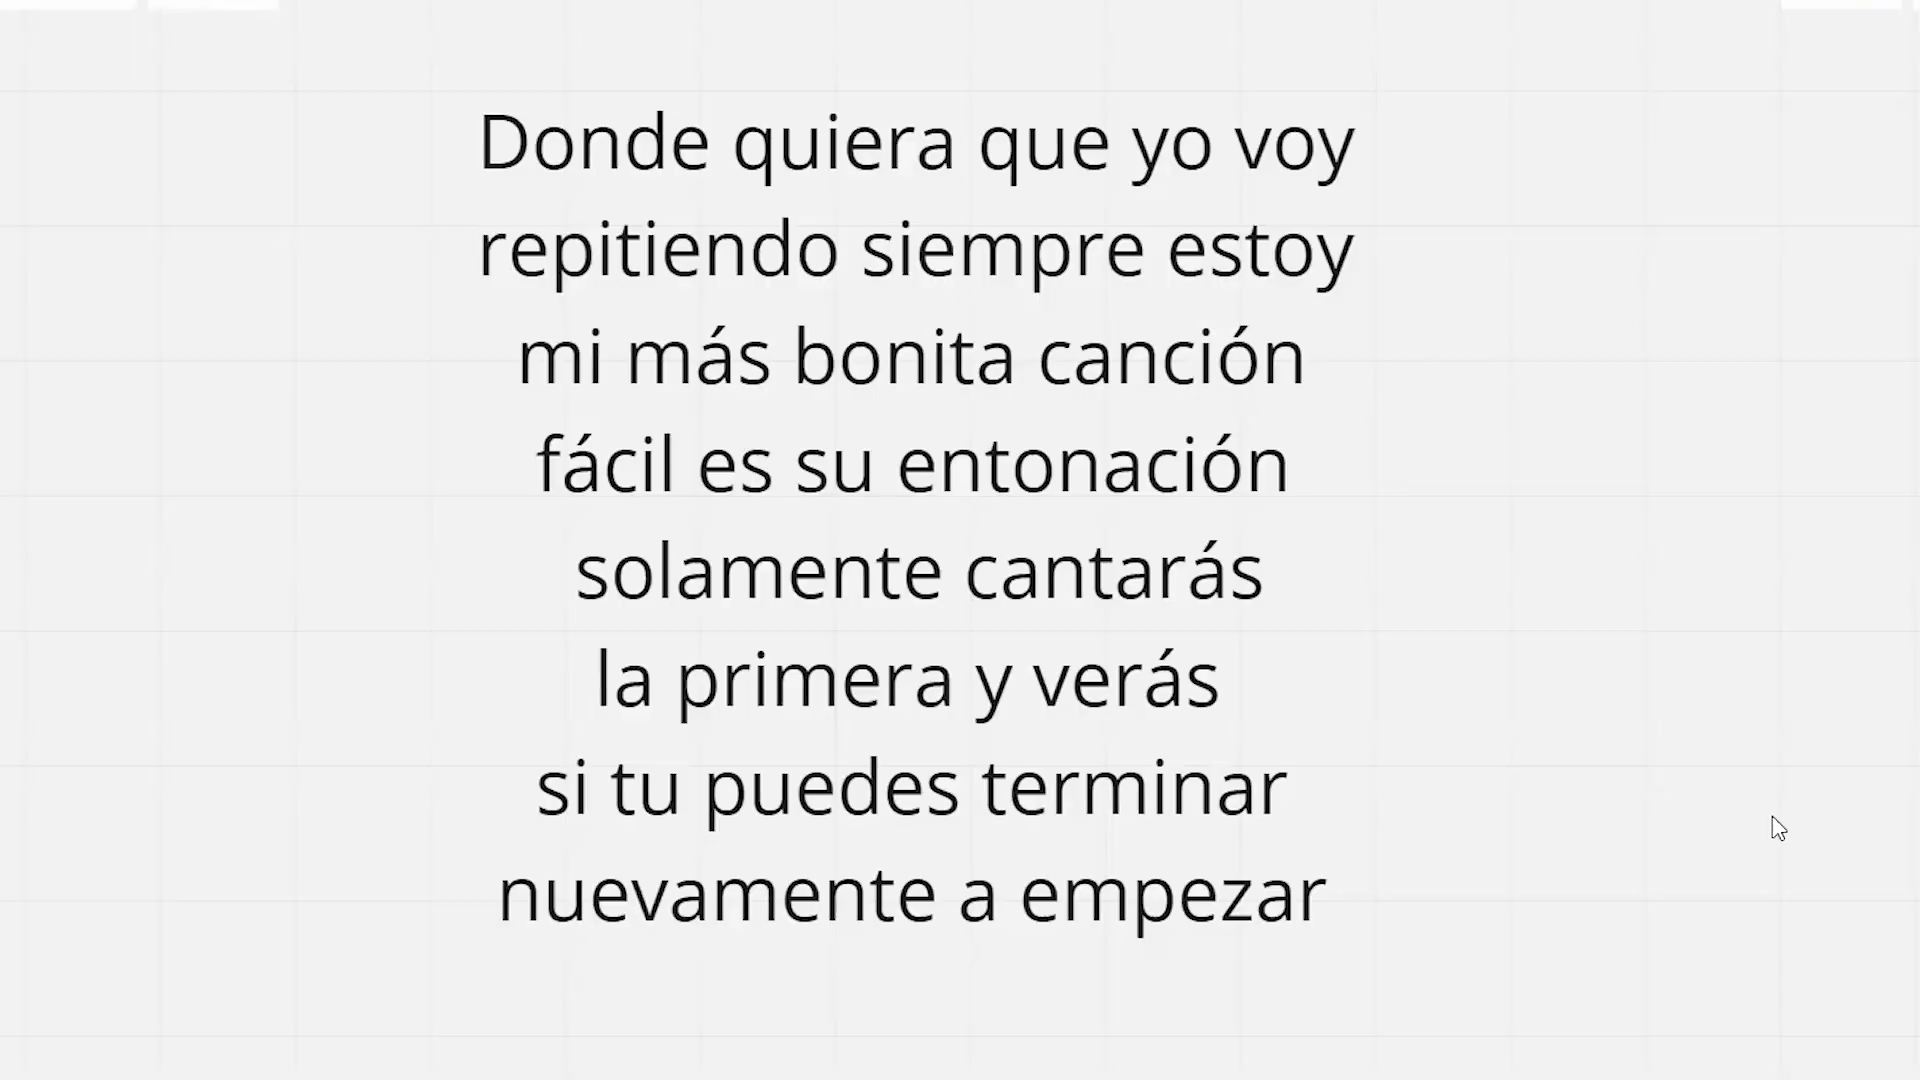 Donde quiera que yo voy
repitiendo siempre estoy
mi más bonita canción
fácil es su entonación
solamente cantarás
la primera y verás
si tu puedes terminar
nuevamente a empezar